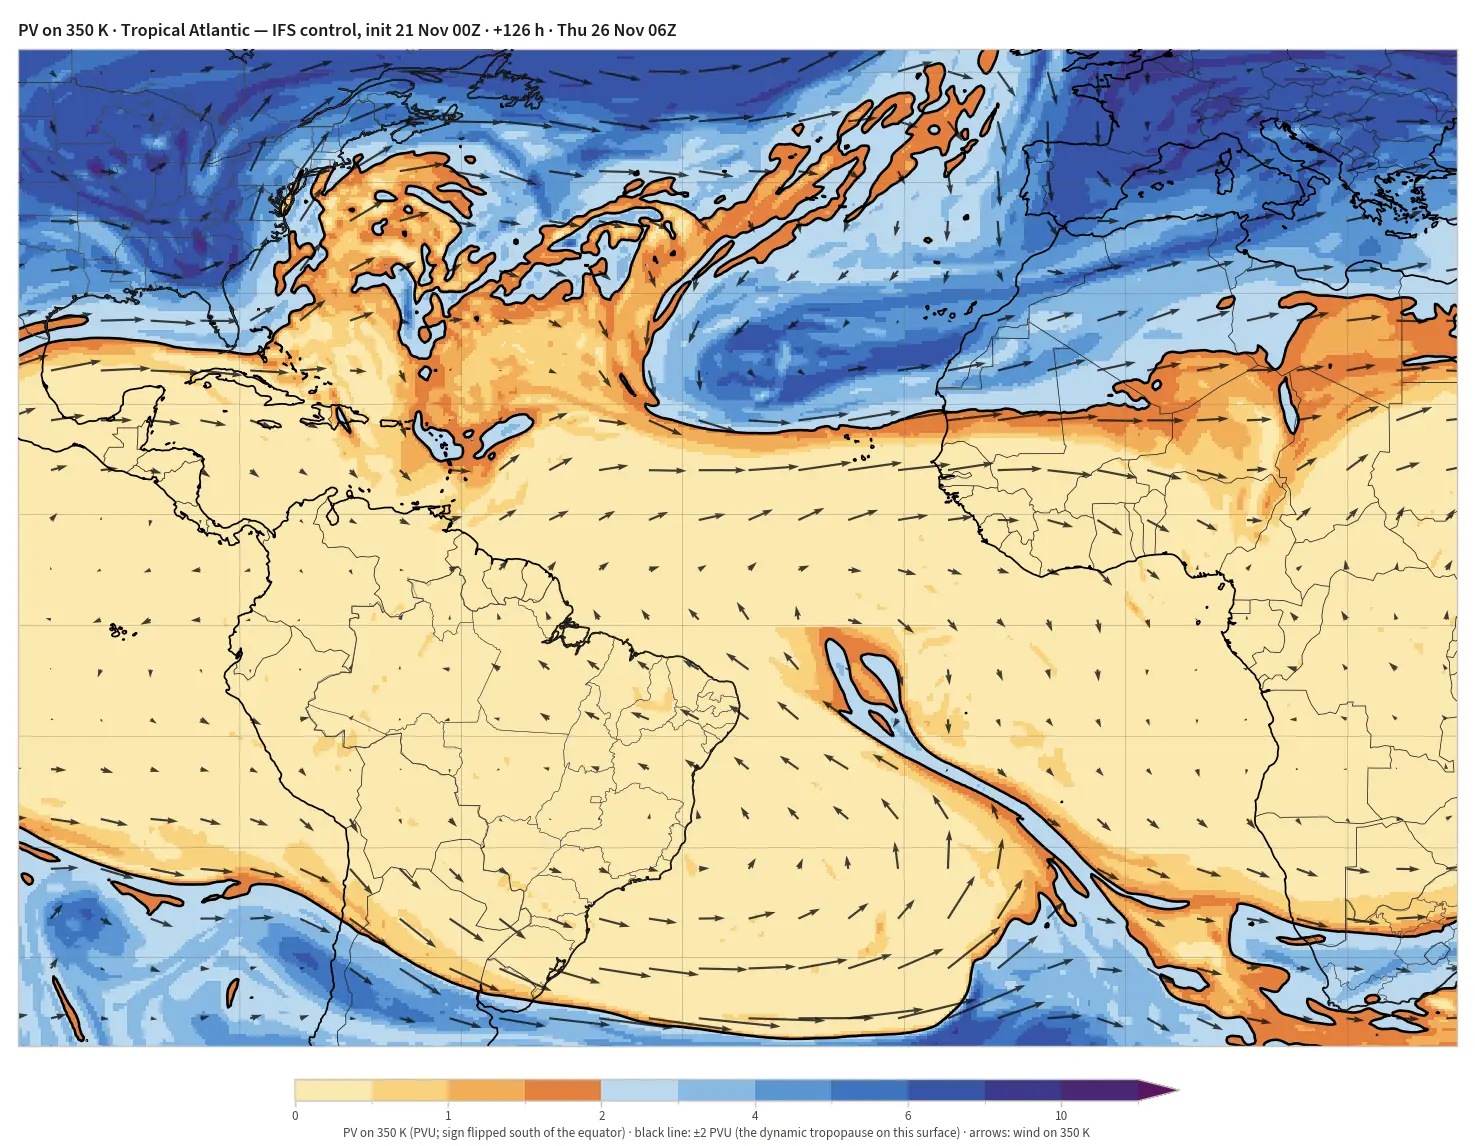 PV on 350 K · Tropical Atlantic — IFS control, init 21 Nov 00Z · +126 h · Thu 26 Nov 06Z
0 1 2 4 6 10
PV on 350 K (PVU; sign flipped south of the equator) · black line: ±2 PVU (the dynamic tropopause on this surface) · arrows: wind on 350 K